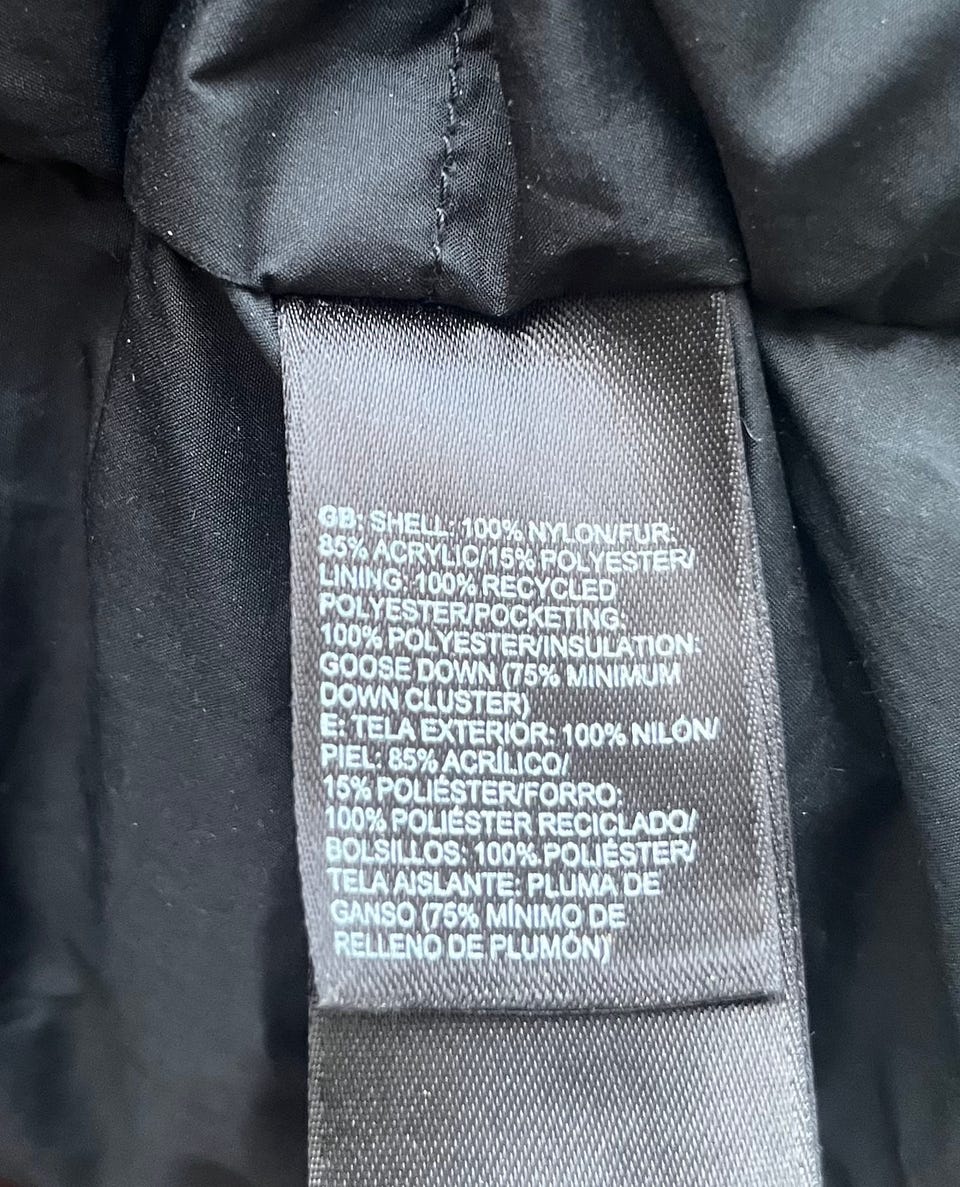 GB: SHELL: 100% NYLON/FUR:
85% ACRYLIC/15% POLYESTER/
LINING: 100% RECYCLED
POLYESTER/POCKETING:
100% POLYESTER/INSULATION:
GOOSE DOWN (75% MINIMUM
DOWN CLUSTER)
E: TELA EXTERIOR: 100% NILÓN/
PIEL: 85% ACRÍLICO/
15% POLIÉSTER/FORRO:
100% POLIÉSTER RECICLADO/
BOLSILLOS: 100% POLIÉSTER/
TELA AISLANTE: PLUMA DE
GANSO (75% MÍNIMO DE
RELLENO DE PLUMÓN)